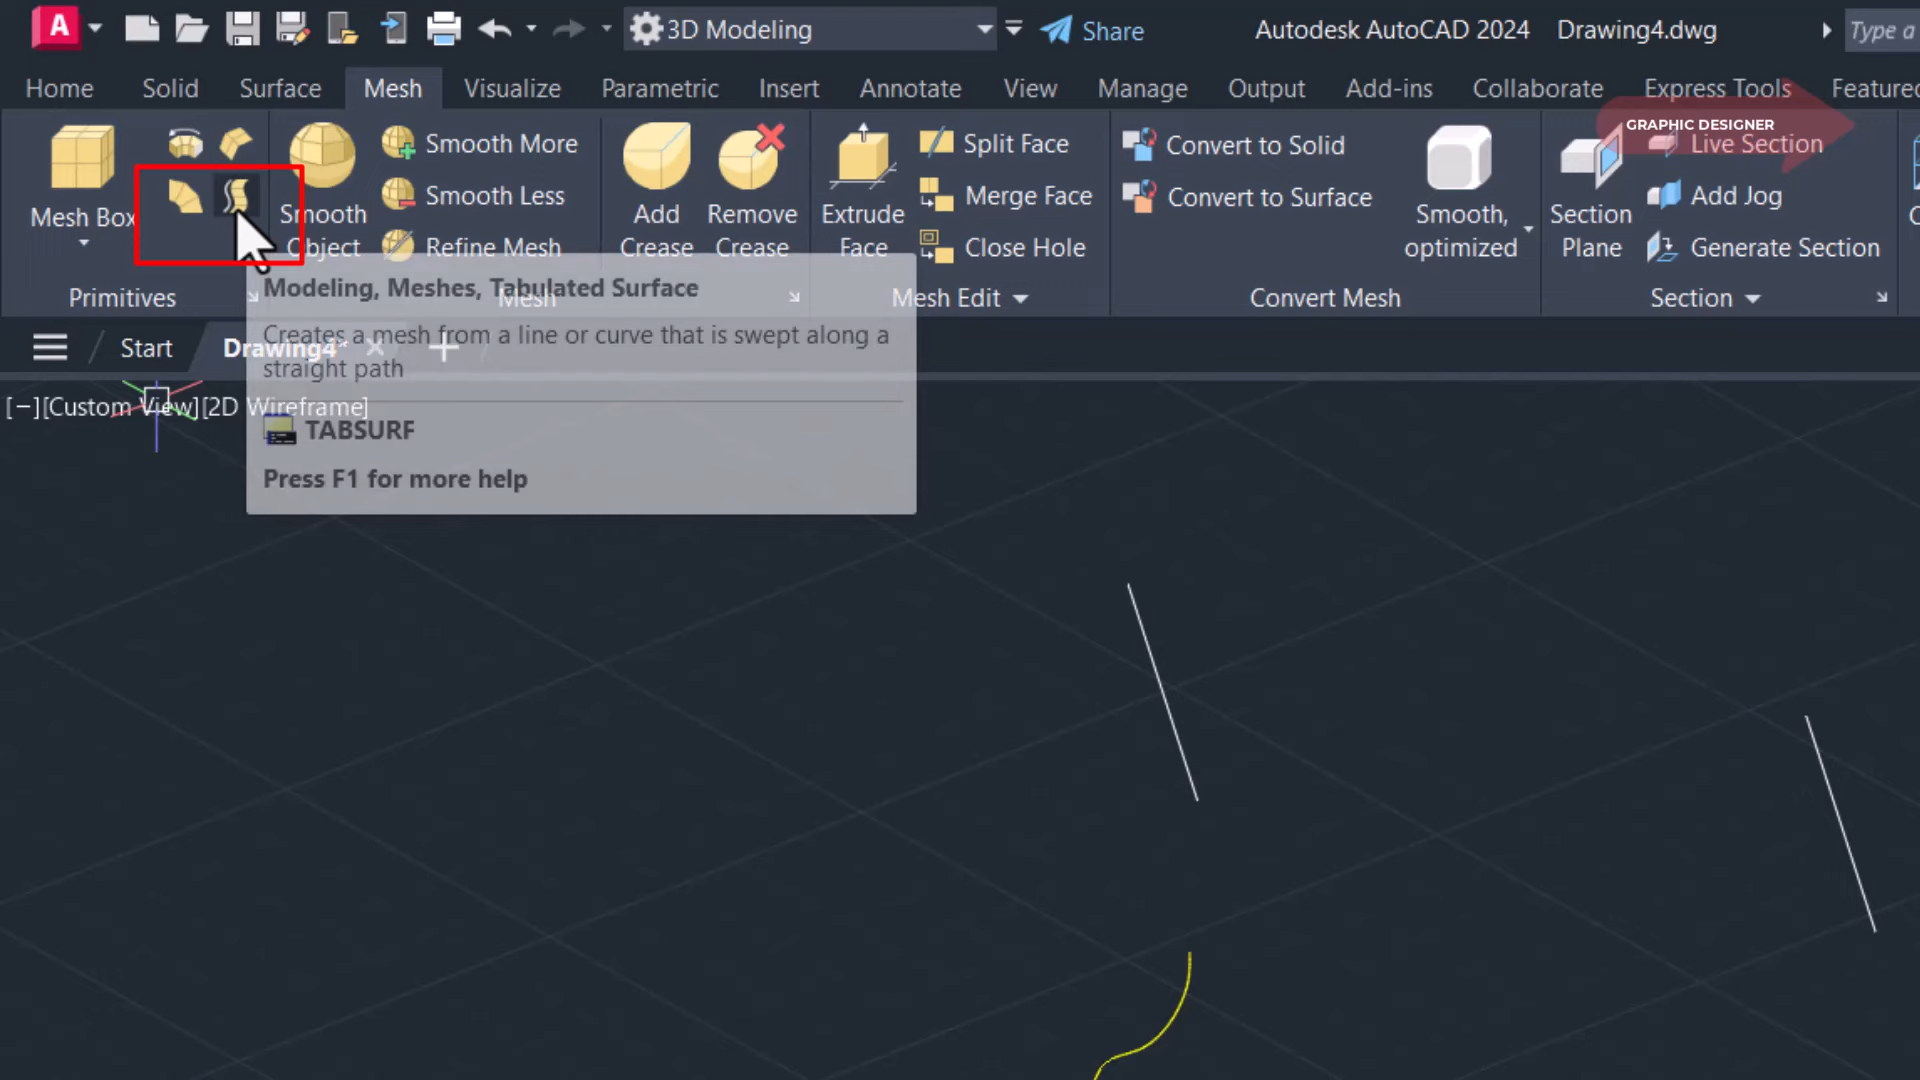 A
3D Modeling
Share
Autodesk AutoCAD 2024
Drawing4.dwg
Type a
Home
Solid
Surface
Mesh
Visualize
Parametric
Insert
Annotate
View
Manage
Output
Add-ins
Collaborate
Express Tools
Featured
GRAPHIC DESIGNER
Mesh Box
Smooth Object
Smooth More
Smooth Less
Refine Mesh
Add Crease
Remove Crease
Extrude Face
Split Face
Merge Face
Close Hole
Convert to Solid
Convert to Surface
Smooth, optimized
Section Plane
Live Section
Add Jog
Generate Section
Primitives
Mesh
Mesh Edit
Convert Mesh
Section
Start
Drawing4*
[−][Custom View][2D Wireframe]
Modeling, Meshes, Tabulated Surface
Creates a mesh from a line or curve that is swept along a
straight path
TABSURF
Press F1 for more help